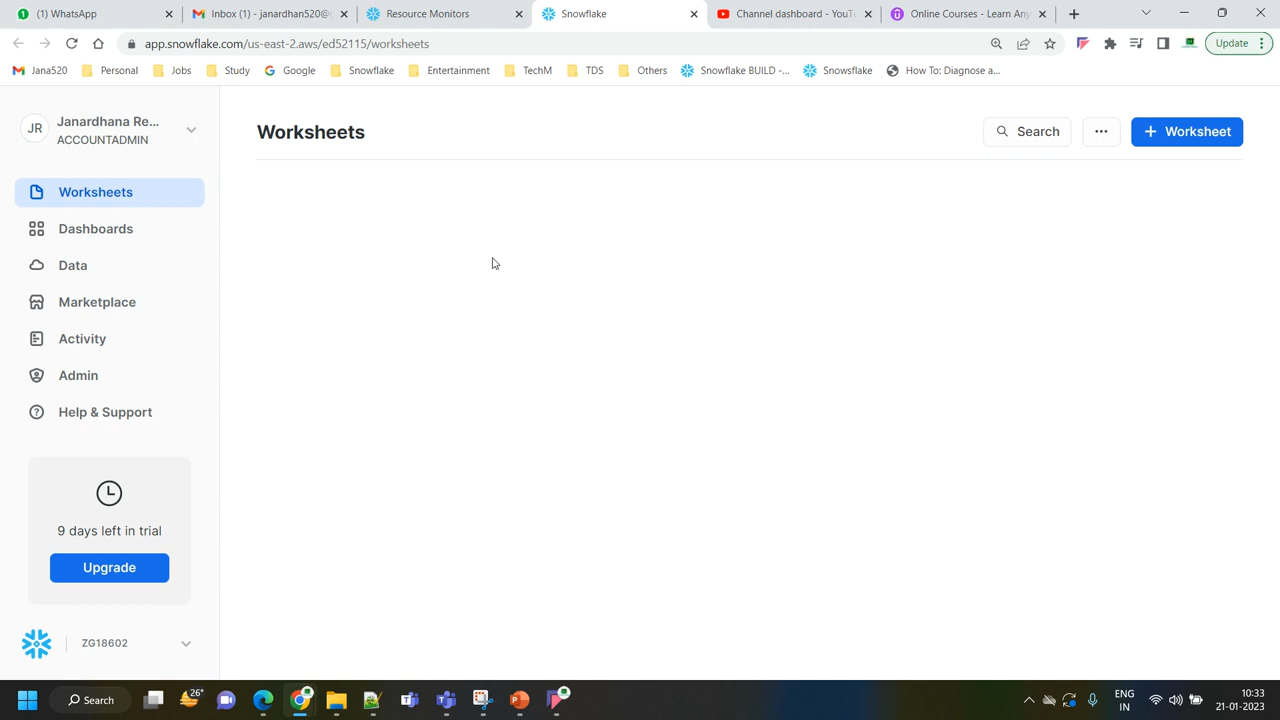 (1) WhatsApp
Inbox (1) - janardhan520@
Resource Monitors
Snowflake
Channel dashboard - YouTu
Online Courses - Learn Any
app.snowflake.com/us-east-2.aws/ed52115/worksheets
Update
Jana520
Personal
Jobs
Study
Google
Snowflake
Entertainment
TechM
TDS
Others
Snowflake BUILD -...
Snowsflake
How To: Diagnose a...
JR
Janardhana Re...
ACCOUNTADMIN
Worksheets
Search
+ Worksheet
Worksheets
Dashboards
Data
Marketplace
Activity
Admin
Help & Support
9 days left in trial
Upgrade
ZG18602
Search
26°
ENG
IN
10:33
21-01-2023